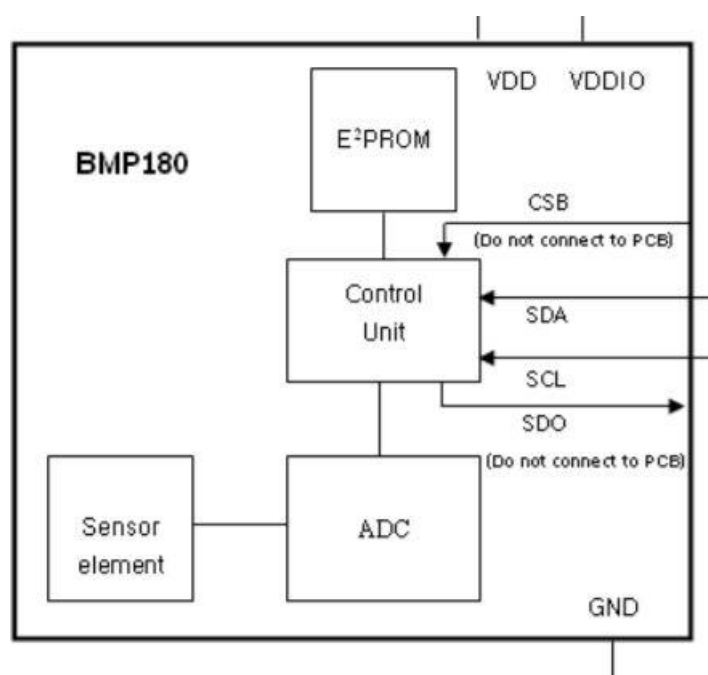 VDD VDDIO
E²PROM
BMP180
CSB
(Do not connect to PCB)
Control
Unit
SDA
SCL
SDO
(Do not connect to PCB)
Sensor
element
ADC
GND